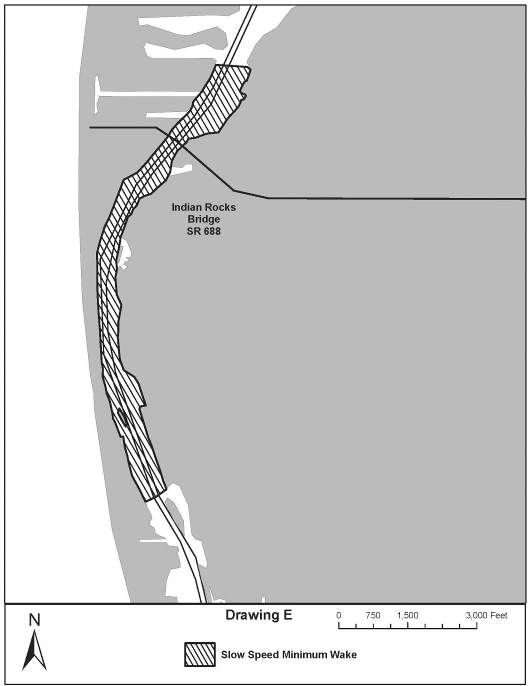 Indian Rocks
Bridge
SR 688
Drawing E
0 750 1,500 3,000 Feet
N
Slow Speed Minimum Wake